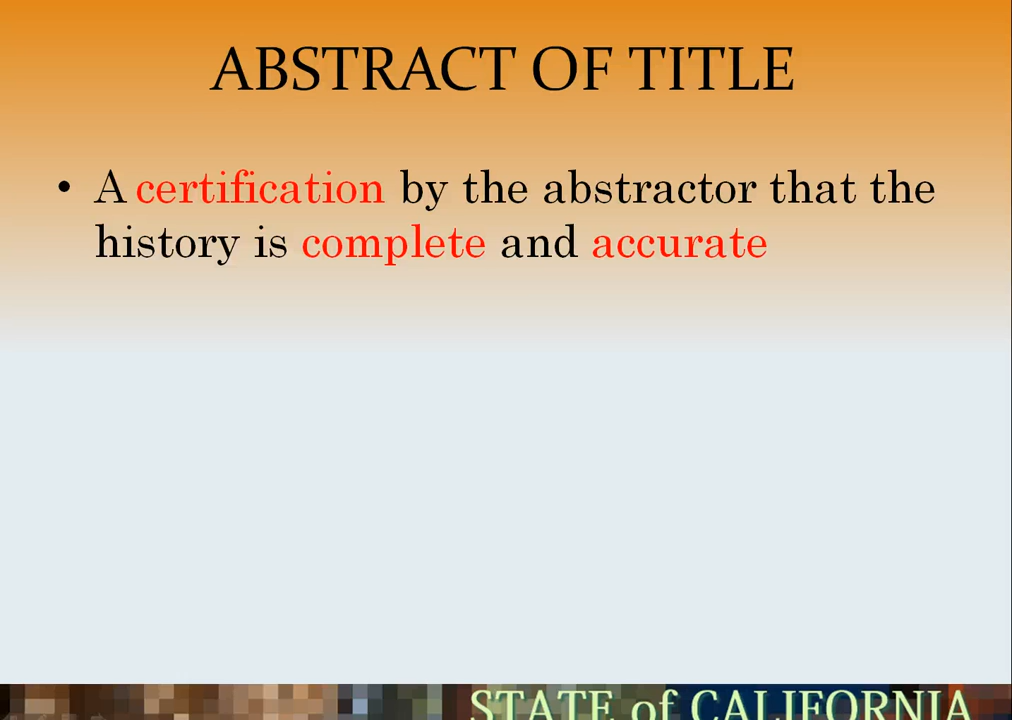 ABSTRACT OF TITLE
• A certification by the abstractor that the
history is complete and accurate
STATE of CALIFORNIA